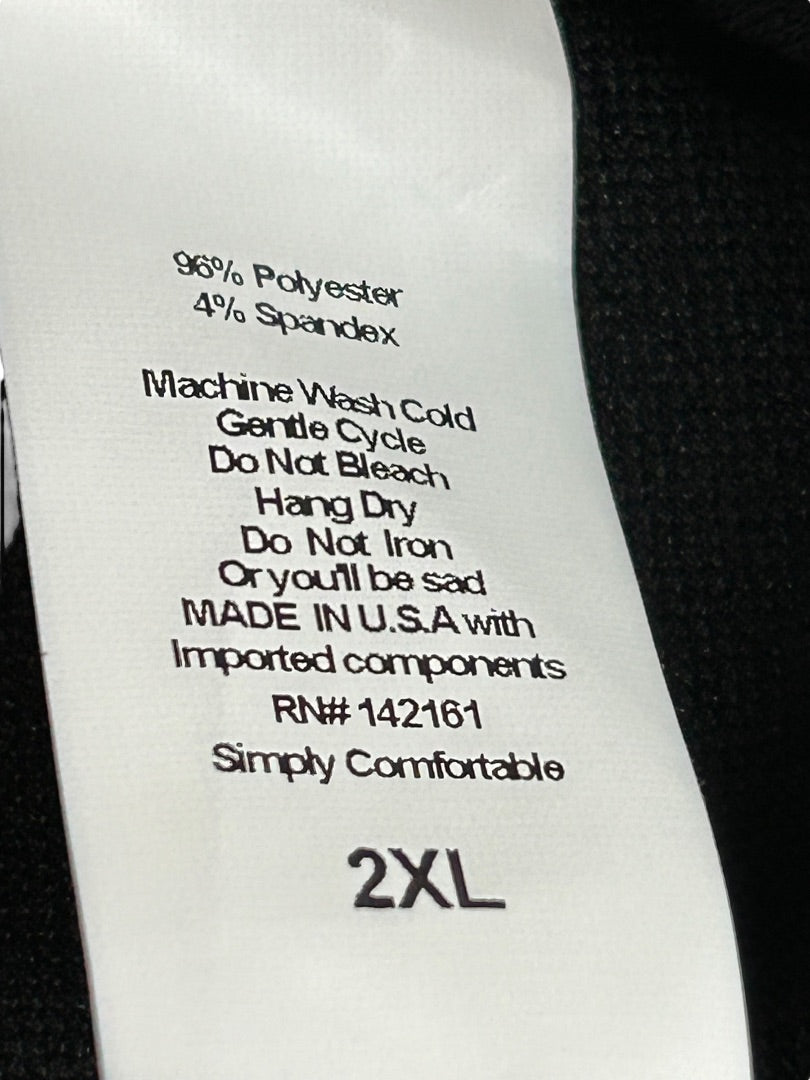 96% Polyester
4% Spandex
Machine Wash Cold
Gentle Cycle
Do Not Bleach
Hang Dry
Do Not Iron
Or you'll be sad
MADE IN U.S.A with
Imported components
RN# 142161
Simply Comfortable
2XL